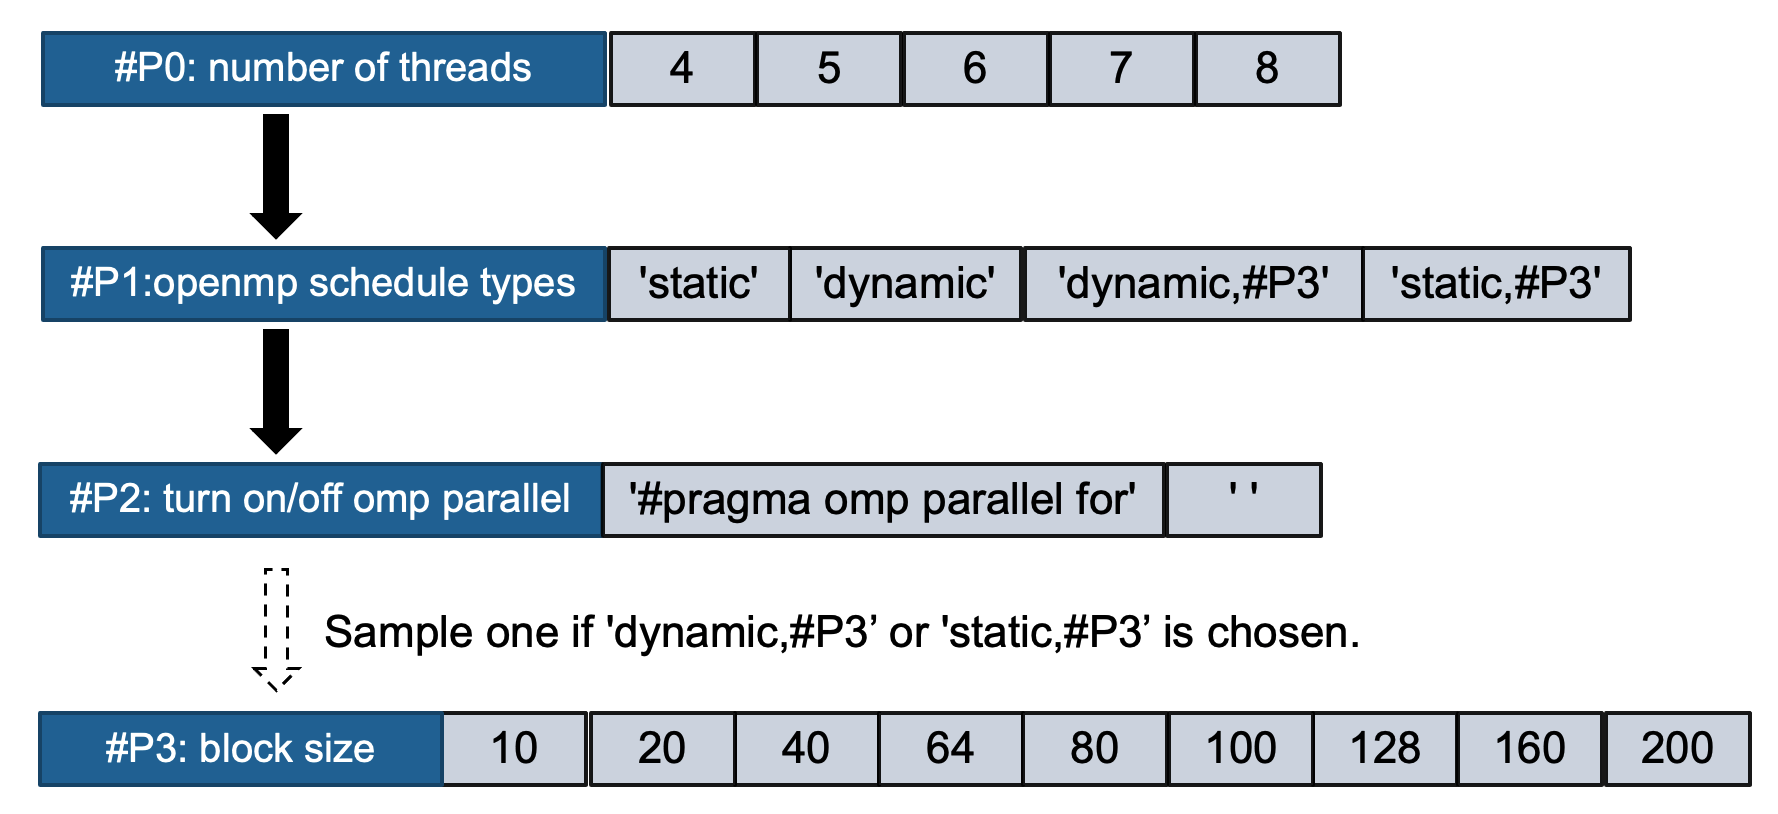 #P0: number of threads 4 5 6 7 8
#P1:openmp schedule types 'static' 'dynamic' 'dynamic,#P3' 'static,#P3'
#P2: turn on/off omp parallel '#pragma omp parallel for' ' '
Sample one if 'dynamic,#P3’ or 'static,#P3’ is chosen.
#P3: block size 10 20 40 64 80 100 128 160 200